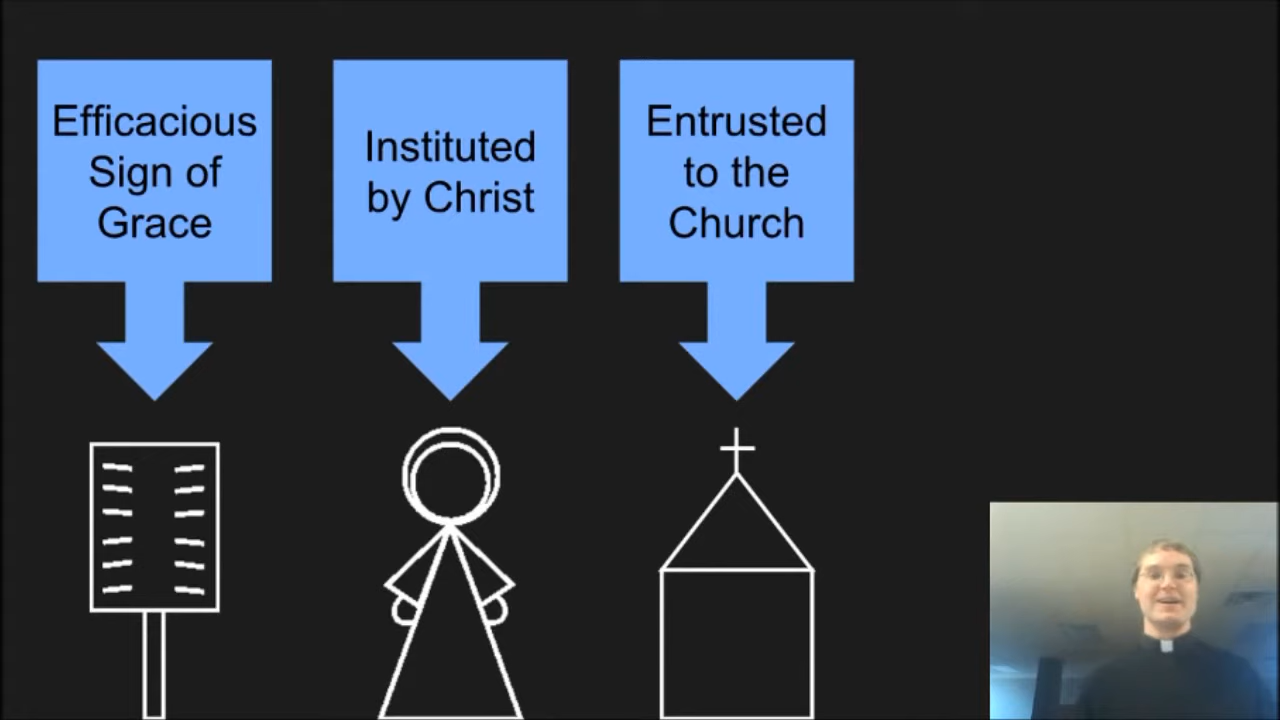 Efficacious
Sign of
Grace
Instituted
by Christ
Entrusted
to the
Church